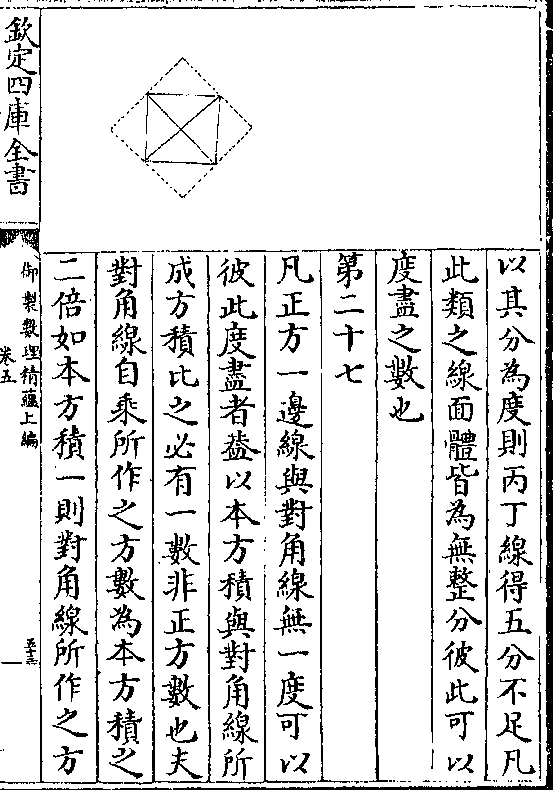 以其分為度則丙丁線得五分不足凡
此類之線面體皆為無整分彼此可以
度盡之數也
第二十七
凡正方一邊線與對角線無一度可以
彼此度盡者葢以本方積與對角線所
成方積比之必有一數非正方數也夫
對角線自乘所作之方數為本方積之
二倍如本方積一則對角線所作之方
欽定四庫全書
御製數理精蘊上編
卷五